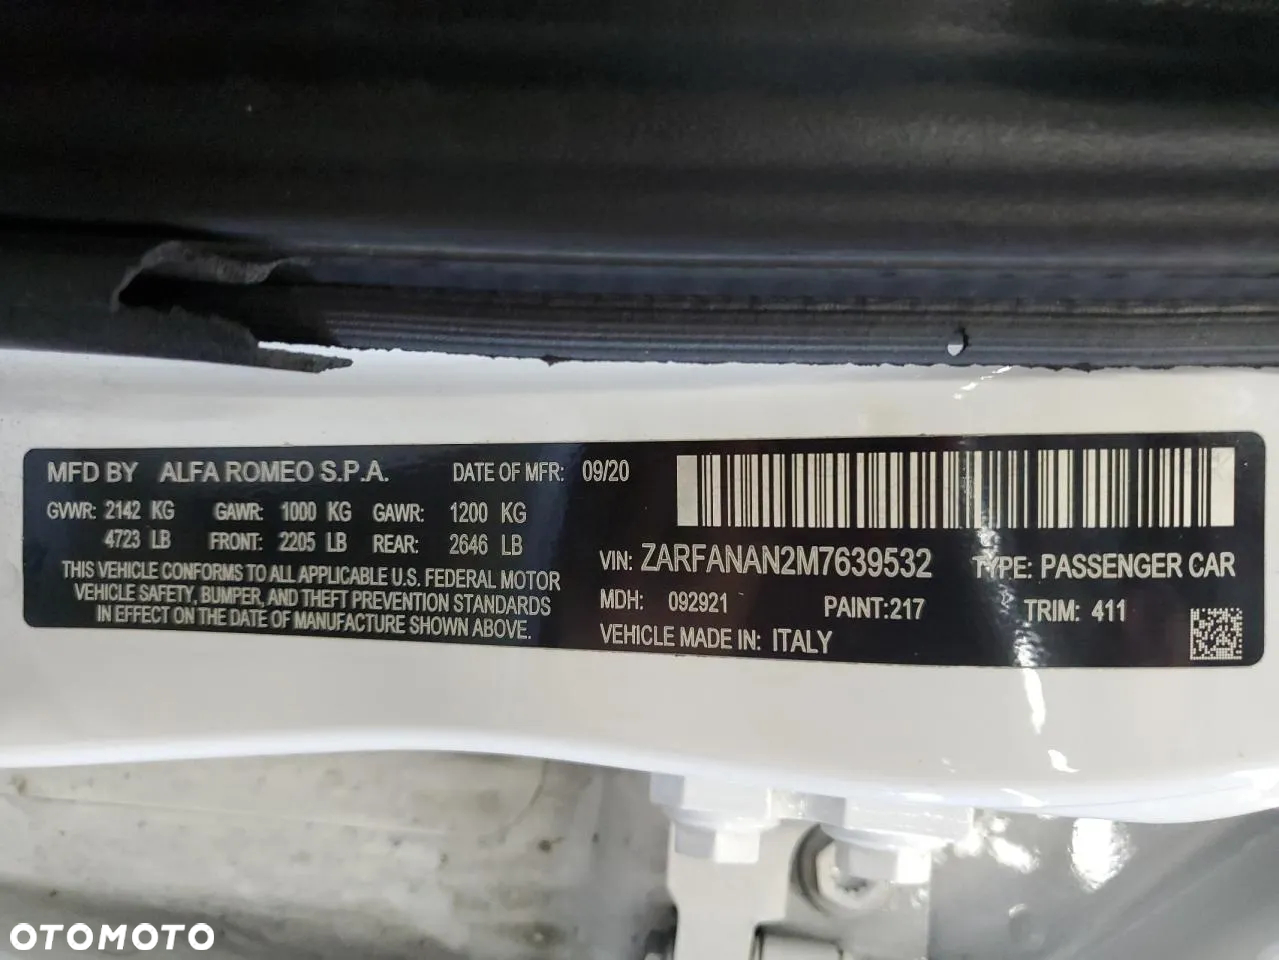 MFD BY ALFA ROMEO S.P.A. DATE OF MFR: 09/20
GVWR: 2142 KG GAWR: 1000 KG GAWR: 1200 KG
4723 LB FRONT: 2205 LB REAR: 2646 LB
THIS VEHICLE CONFORMS TO ALL APPLICABLE U.S. FEDERAL MOTOR
VEHICLE SAFETY, BUMPER, AND THEFT PREVENTION STANDARDS
IN EFFECT ON THE DATE OF MANUFACTURE SHOWN ABOVE.
VIN: ZARFANAN2M7639532 TYPE: PASSENGER CAR
MDH: 092921 PAINT:217 TRIM: 411
VEHICLE MADE IN: ITALY
OTOMOTO